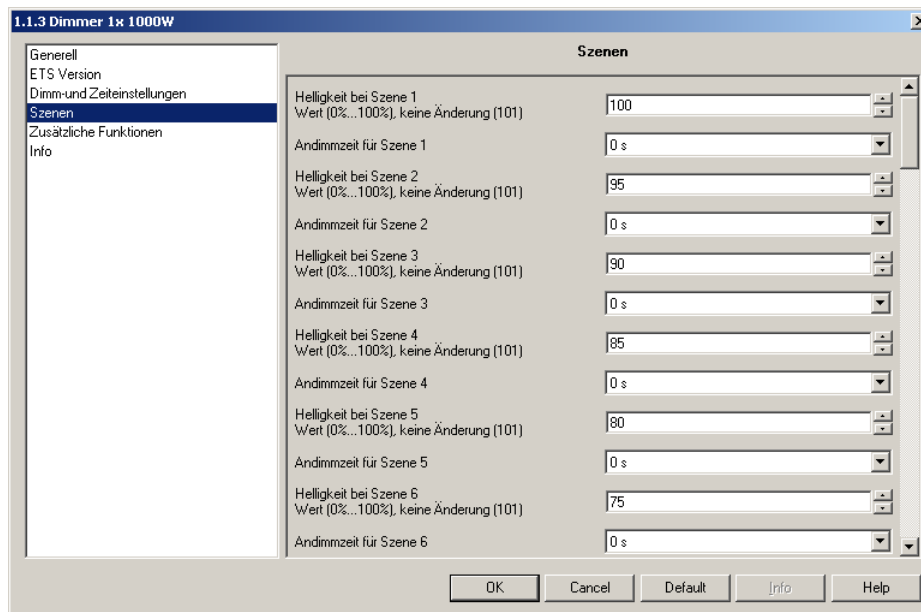 1.1.3 Dimmer 1x 1000W
Generell
ETS Version
Dimm-und Zeiteinstellungen
Szenen
Zusätzliche Funktionen
Info
Szenen
Helligkeit bei Szene 1
Wert (0%...100%), keine Änderung (101)
100
Andimmzeit für Szene 1
0 s
Helligkeit bei Szene 2
Wert (0%...100%), keine Änderung (101)
95
Andimmzeit für Szene 2
0 s
Helligkeit bei Szene 3
Wert (0%...100%), keine Änderung (101)
90
Andimmzeit für Szene 3
0 s
Helligkeit bei Szene 4
Wert (0%...100%), keine Änderung (101)
85
Andimmzeit für Szene 4
0 s
Helligkeit bei Szene 5
Wert (0%...100%), keine Änderung (101)
80
Andimmzeit für Szene 5
0 s
Helligkeit bei Szene 6
Wert (0%...100%), keine Änderung (101)
75
Andimmzeit für Szene 6
0 s
OK
Cancel
Default
Info
Help